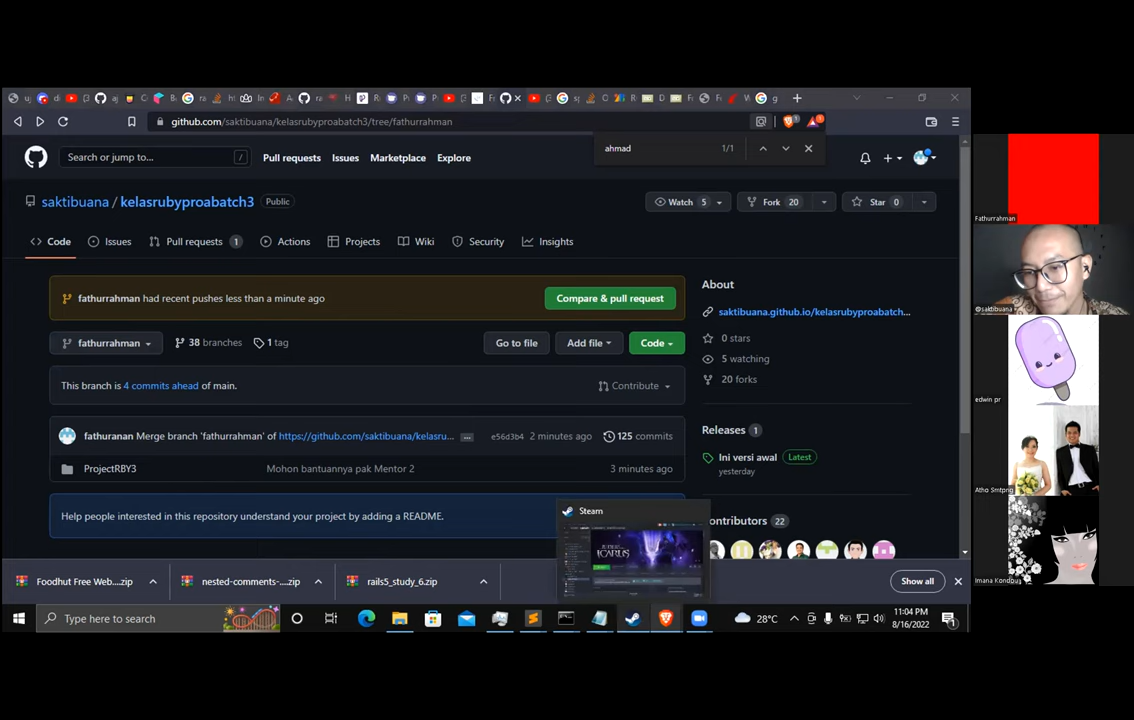 github.com/saktibuana/kelasrubyproabatch3/tree/fathurrahman
ahmad 1/1
Search or jump to... /
Pull requests Issues Marketplace Explore
saktibuana / kelasrubyproabatch3 Public
Watch 5 Fork 20 Star 0
Code Issues Pull requests 1 Actions Projects Wiki Security Insights
fathurrahman had recent pushes less than a minute ago
Compare & pull request
fathurrahman 38 branches 1 tag
Go to file Add file Code
This branch is 4 commits ahead of main.
Contribute
fathuranan Merge branch 'fathurrahman' of https://github.com/saktibuana/kelasru... ... e56d3b4 2 minutes ago 125 commits
ProjectRBY3 Mohon bantuannya pak Mentor 2 3 minutes ago
Help people interested in this repository understand your project by adding a README.
About
saktibuana.github.io/kelasrubyproabatch...
0 stars
5 watching
20 forks
Releases 1
Ini versi awal Latest
yesterday
ontributors 22
Steam
ICARUS
Foodhut Free Web....zip
nested-comments-....zip
rails5_study_6.zip
Show all
Type here to search
28°C
11:04 PM
8/16/2022
1
Fathurrahman
@saktibuana
edwin pr
Atho Smtpng
Imana Kondouj